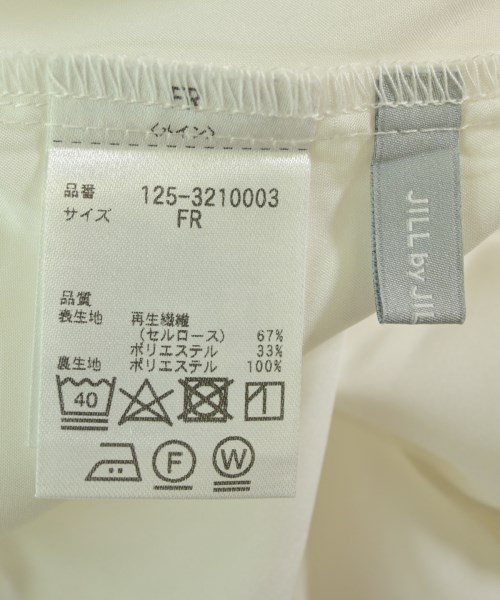 FR
(メイン)
品番 125-3210003
サイズ FR
品質
表生地 再生繊維
(セルロース) 67%
ポリエステル 33%
裏生地 ポリエステル 100%
40
F W
JILL by JIL